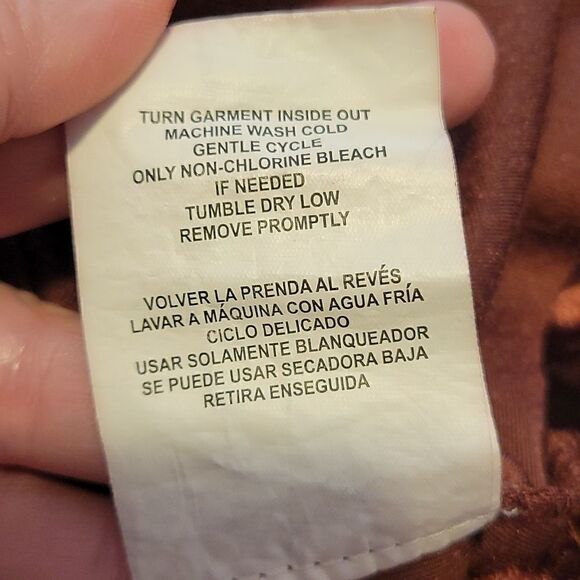 TURN GARMENT INSIDE OUT
MACHINE WASH COLD
GENTLE CYCLE
ONLY NON-CHLORINE BLEACH
IF NEEDED
TUMBLE DRY LOW
REMOVE PROMPTLY
VOLVER LA PRENDA AL REVÉS
LAVAR A MÁQUINA CON AGUA FRÍA
CICLO DELICADO
USAR SOLAMENTE BLANQUEADOR
SE PUEDE USAR SECADORA BAJA
RETIRA ENSEGUIDA